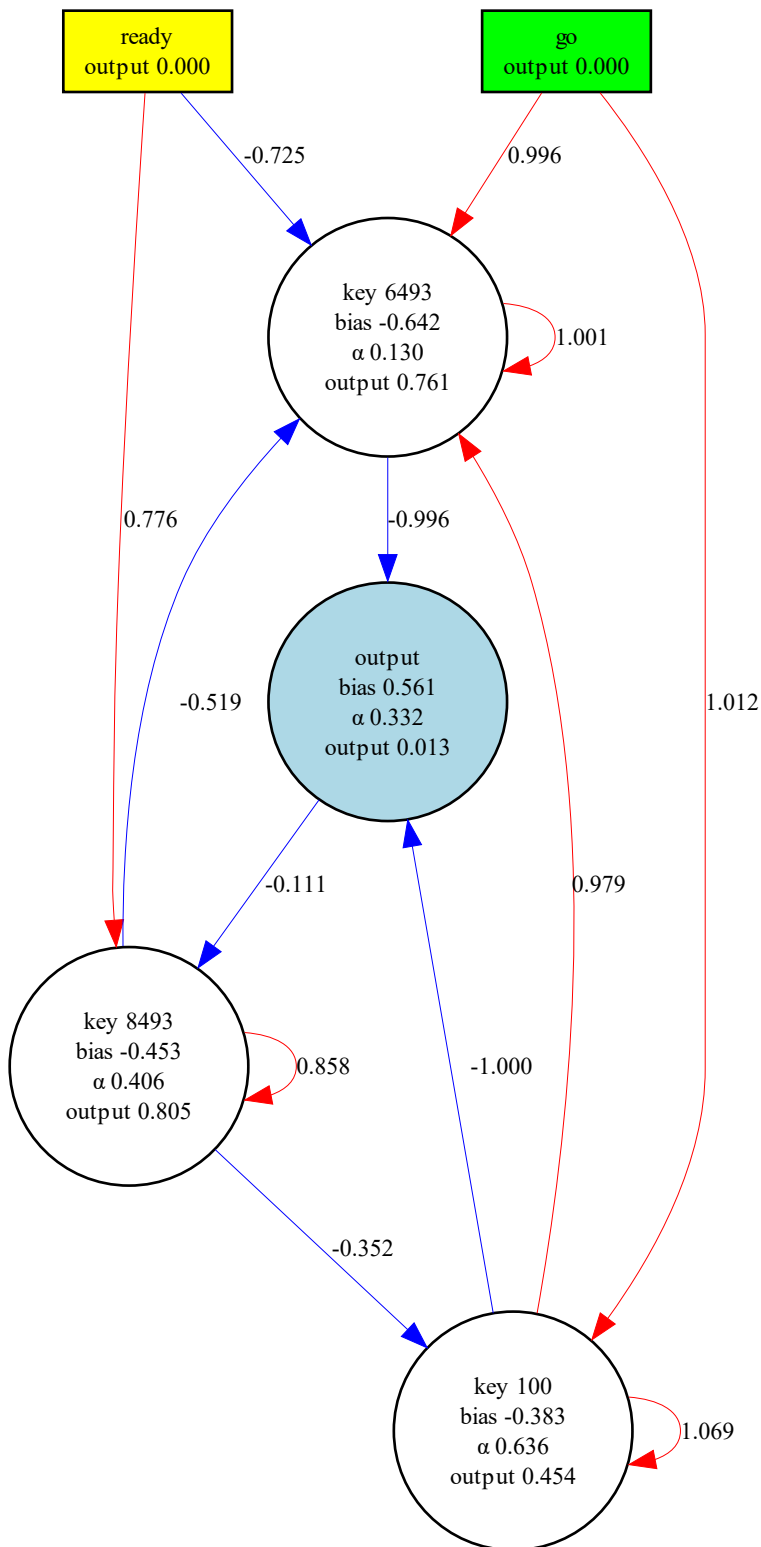 ready
output 0.000
go
output 0.000
-0.725
0.996
key 6493
bias -0.642
α 0.130
output 0.761
1.001
0.776
-0.996
-0.519
output
bias 0.561
α 0.332
output 0.013
1.012
-0.111
0.979
key 8493
bias -0.453
α 0.406
output 0.805
0.858
-1.000
-0.352
key 100
bias -0.383
α 0.636
output 0.454
1.069